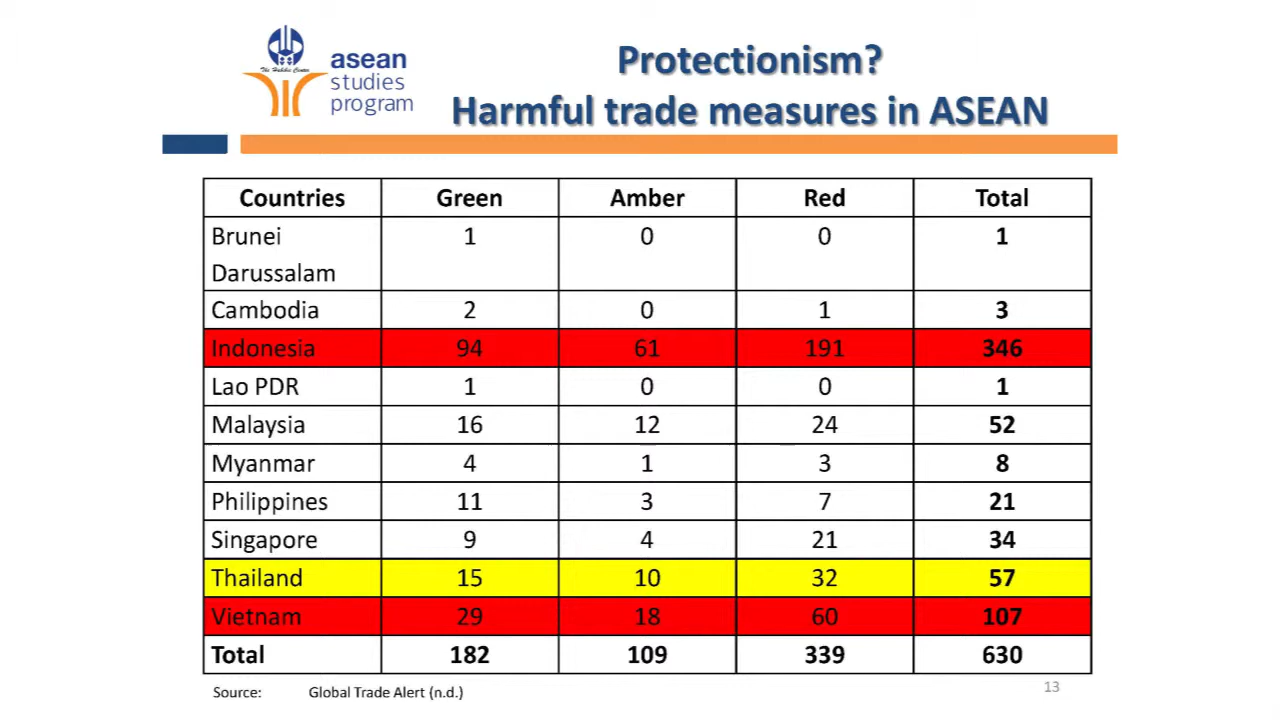 The Habibie Center
asean
studies
program
Protectionism?
Harmful trade measures in ASEAN
Countries Green Amber Red Total
Brunei Darussalam 1 0 0 1
Cambodia 2 0 1 3
Indonesia 94 61 191 346
Lao PDR 1 0 0 1
Malaysia 16 12 24 52
Myanmar 4 1 3 8
Philippines 11 3 7 21
Singapore 9 4 21 34
Thailand 15 10 32 57
Vietnam 29 18 60 107
Total 182 109 339 630
Source: Global Trade Alert (n.d.)
13